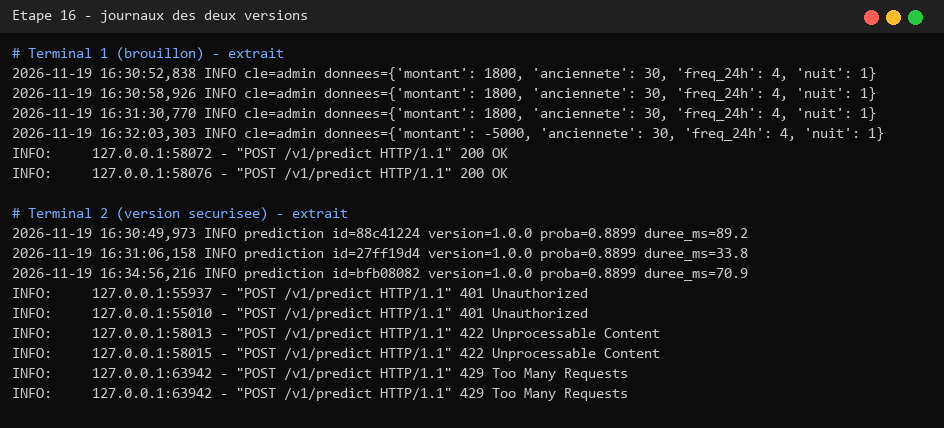 Etape 16 - journaux des deux versions
# Terminal 1 (brouillon) - extrait
2026-11-19 16:30:52,838 INFO cle=admin donnees={'montant': 1800, 'anciennete': 30, 'freq_24h': 4, 'nuit': 1}
2026-11-19 16:30:58,926 INFO cle=admin donnees={'montant': 1800, 'anciennete': 30, 'freq_24h': 4, 'nuit': 1}
2026-11-19 16:31:30,770 INFO cle=admin donnees={'montant': 1800, 'anciennete': 30, 'freq_24h': 4, 'nuit': 1}
2026-11-19 16:32:03,303 INFO cle=admin donnees={'montant': -5000, 'anciennete': 30, 'freq_24h': 4, 'nuit': 1}
INFO:     127.0.0.1:58072 - "POST /v1/predict HTTP/1.1" 200 OK
INFO:     127.0.0.1:58076 - "POST /v1/predict HTTP/1.1" 200 OK
# Terminal 2 (version securisee) - extrait
2026-11-19 16:30:49,973 INFO prediction id=88c41224 version=1.0.0 proba=0.8899 duree_ms=89.2
2026-11-19 16:31:06,158 INFO prediction id=27ff19d4 version=1.0.0 proba=0.8899 duree_ms=33.8
2026-11-19 16:34:56,216 INFO prediction id=bfb08082 version=1.0.0 proba=0.8899 duree_ms=70.9
INFO:     127.0.0.1:55937 - "POST /v1/predict HTTP/1.1" 401 Unauthorized
INFO:     127.0.0.1:55010 - "POST /v1/predict HTTP/1.1" 401 Unauthorized
INFO:     127.0.0.1:58013 - "POST /v1/predict HTTP/1.1" 422 Unprocessable Content
INFO:     127.0.0.1:58015 - "POST /v1/predict HTTP/1.1" 422 Unprocessable Content
INFO:     127.0.0.1:63942 - "POST /v1/predict HTTP/1.1" 429 Too Many Requests
INFO:     127.0.0.1:63942 - "POST /v1/predict HTTP/1.1" 429 Too Many Requests